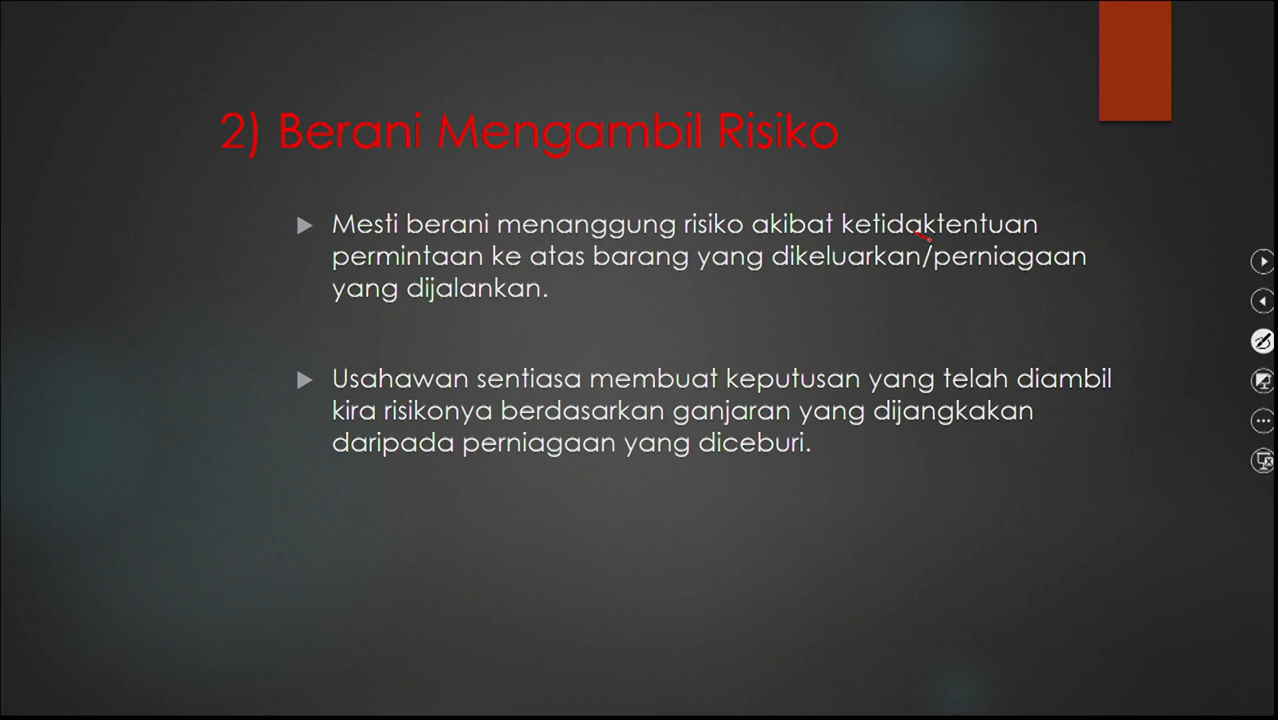 2) Berani Mengambil Risiko
Mesti berani menanggung risiko akibat ketidaktentuan
permintaan ke atas barang yang dikeluarkan/perniagaan
yang dijalankan.
Usahawan sentiasa membuat keputusan yang telah diambil
kira risikonya berdasarkan ganjaran yang dijangkakan
daripada perniagaan yang diceburi.